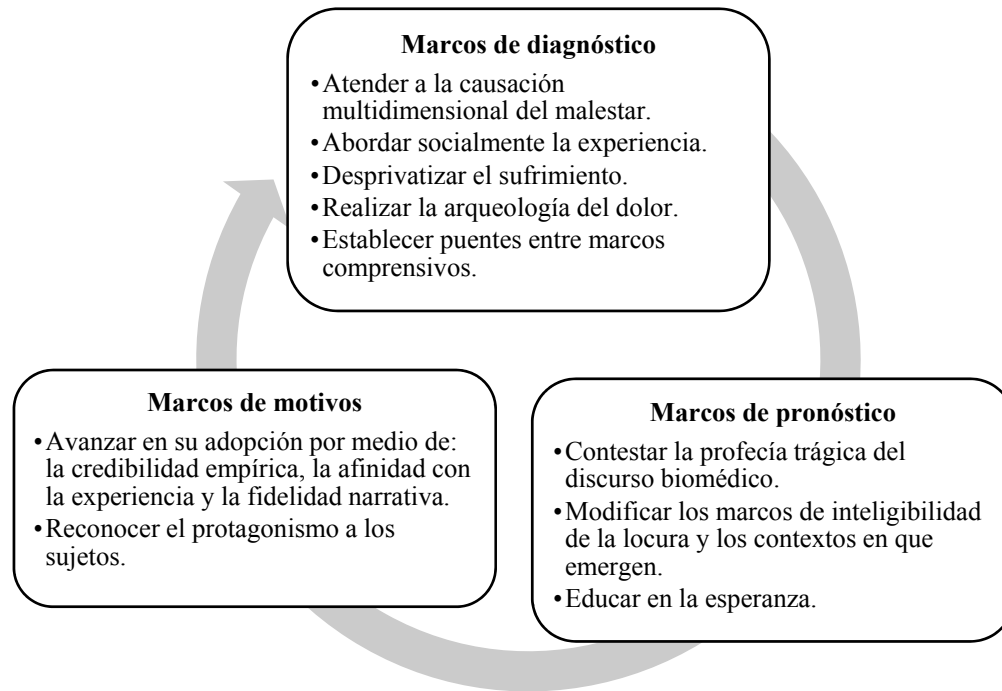 Marcos de diagnóstico
•Atender a la causación
multidimensional del malestar.
•Abordar socialmente la experiencia.
•Desprivatizar el sufrimiento.
•Realizar la arqueología del dolor.
•Establecer puentes entre marcos
comprensivos.
Marcos de motivos
•Avanzar en su adopción por medio de:
la credibilidad empírica, la afinidad con
la experiencia y la fidelidad narrativa.
•Reconocer el protagonismo a los
sujetos.
Marcos de pronóstico
•Contestar la profecía trágica del
discurso biomédico.
•Modificar los marcos de inteligibilidad
de la locura y los contextos en que
emergen.
•Educar en la esperanza.